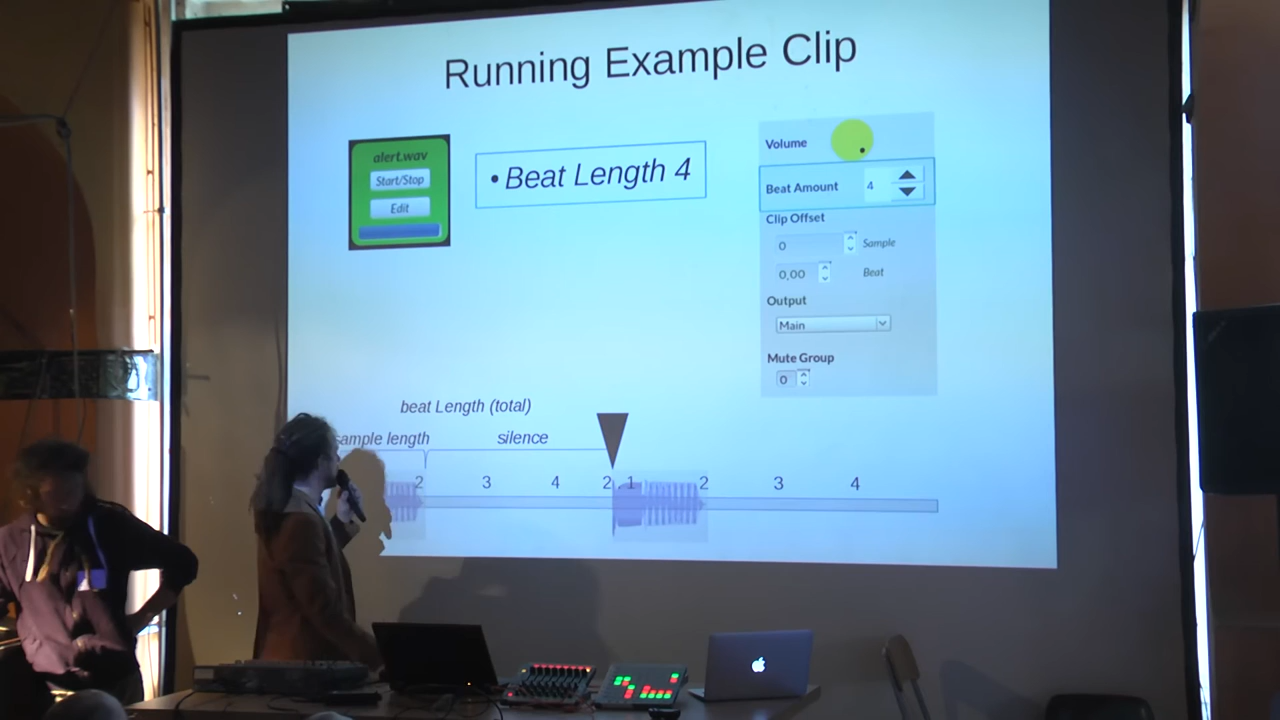 Running Example Clip
alert.wav
Start/Stop
Edit
• Beat Length 4
Volume
Beat Amount 4
Clip Offset
0 Sample
0,00 Beat
Output
Main
Mute Group
0
beat Length (total)
sample length silence
2 3 4 2.1 2 3 4